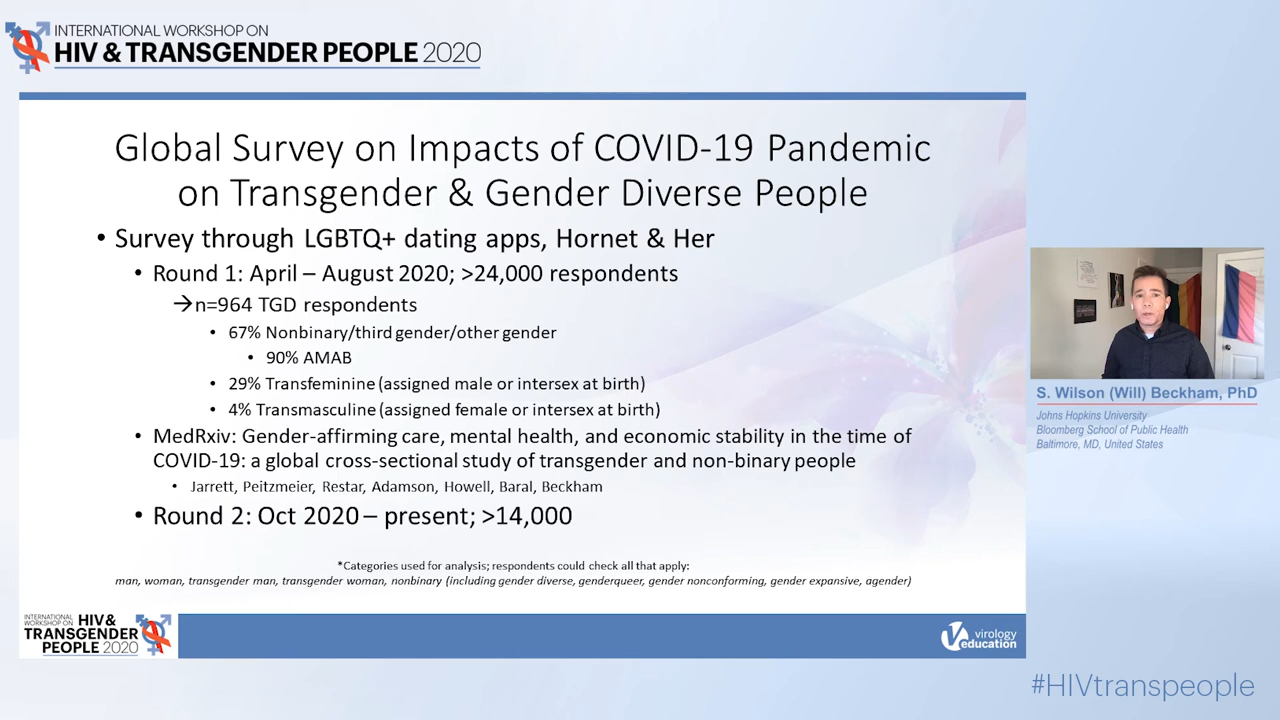 INTERNATIONAL WORKSHOP ON
HIV & TRANSGENDER PEOPLE 2020
Global Survey on Impacts of COVID-19 Pandemic
on Transgender & Gender Diverse People
• Survey through LGBTQ+ dating apps, Hornet & Her
• Round 1: April – August 2020; >24,000 respondents
→n=964 TGD respondents
• 67% Nonbinary/third gender/other gender
• 90% AMAB
• 29% Transfeminine (assigned male or intersex at birth)
• 4% Transmasculine (assigned female or intersex at birth)
• MedRxiv: Gender-affirming care, mental health, and economic stability in the time of
COVID-19: a global cross-sectional study of transgender and non-binary people
• Jarrett, Peitzmeier, Restar, Adamson, Howell, Baral, Beckham
• Round 2: Oct 2020 – present; >14,000
*Categories used for analysis; respondents could check all that apply:
man, woman, transgender man, transgender woman, nonbinary (including gender diverse, genderqueer, gender nonconforming, gender expansive, agender)
S. Wilson (Will) Beckham, PhD
Johns Hopkins University
Bloomberg School of Public Health
Baltimore, MD, United States
INTERNATIONAL
WORKSHOP ON HIV &
TRANSGENDER
PEOPLE 2020
virology
education
#HIVtranspeople